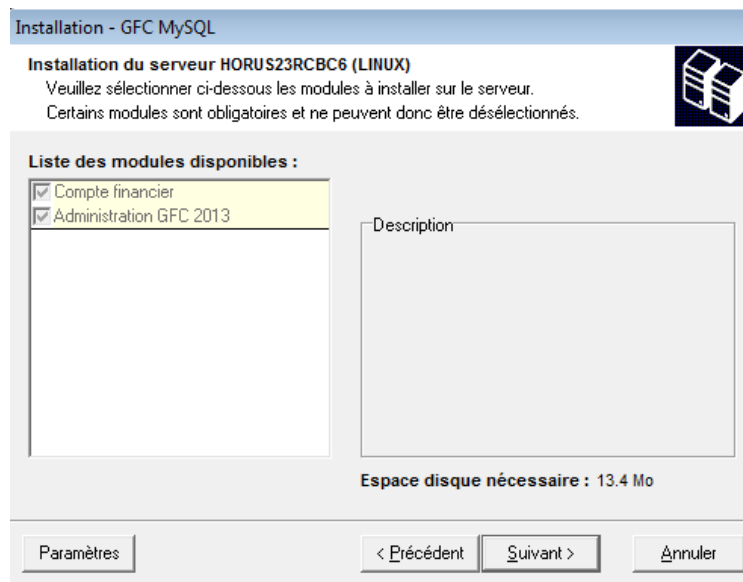 Installation - GFC MySQL
Installation du serveur HORUS23RCBC6 (LINUX)
Veuillez sélectionner ci-dessous les modules à installer sur le serveur.
Certains modules sont obligatoires et ne peuvent donc être désélectionnés.
Liste des modules disponibles :
Compte financier
Administration GFC 2013
Description
Espace disque nécessaire : 13.4 Mo
Paramètres
< Précédent
Suivant >
Annuler